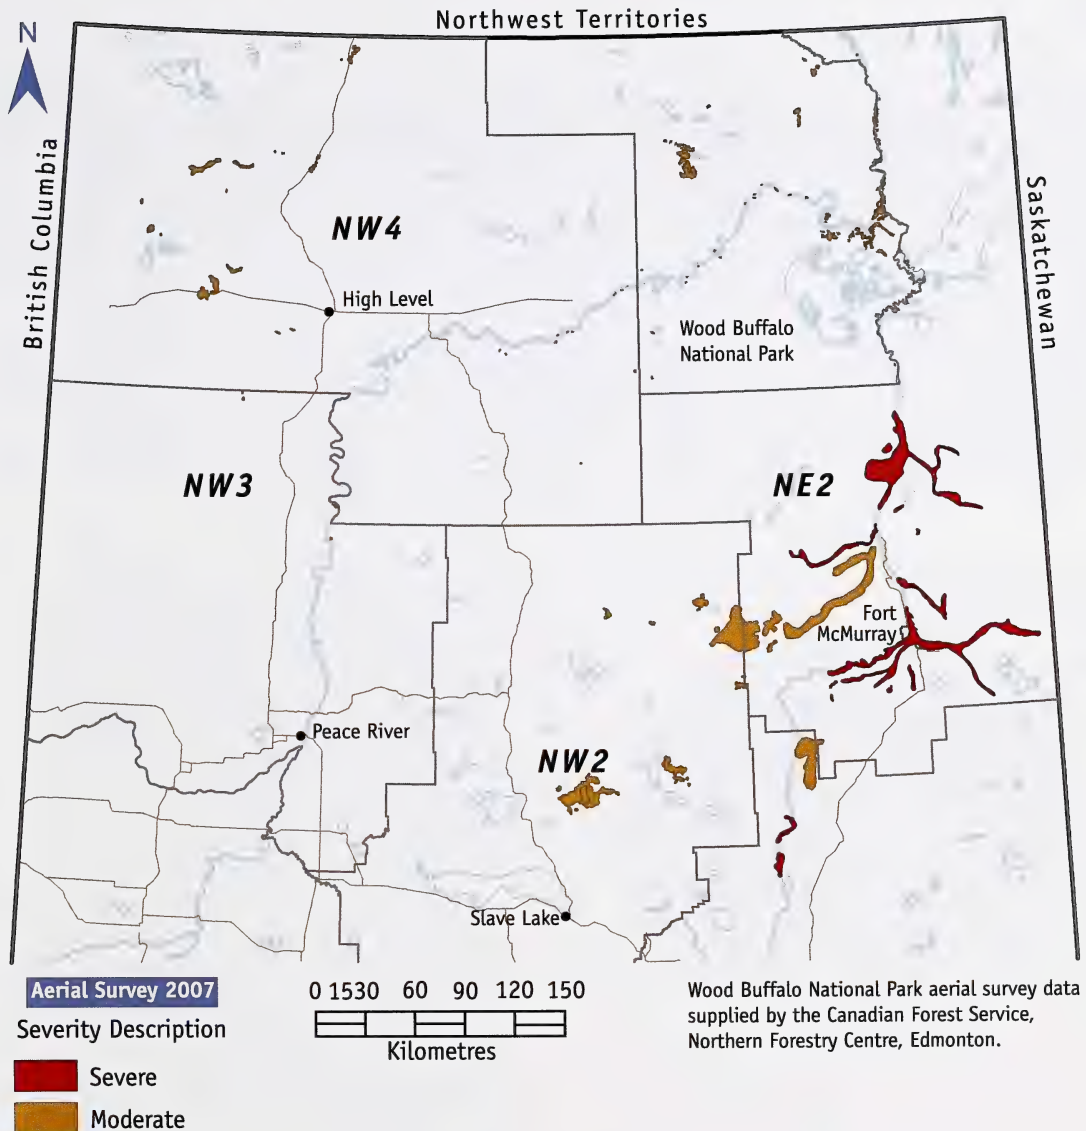 Northwest Territories
N
British Columbia
Saskatchewan
NW4
High Level
Wood Buffalo
National Park
NW3
NE2
Fort
McMurray
Peace River
NW2
Slave Lake
Aerial Survey 2007
Severity Description
Severe
Moderate
0 1530 60 90 120 150
Kilometres
Wood Buffalo National Park aerial survey data
supplied by the Canadian Forest Service,
Northern Forestry Centre, Edmonton.